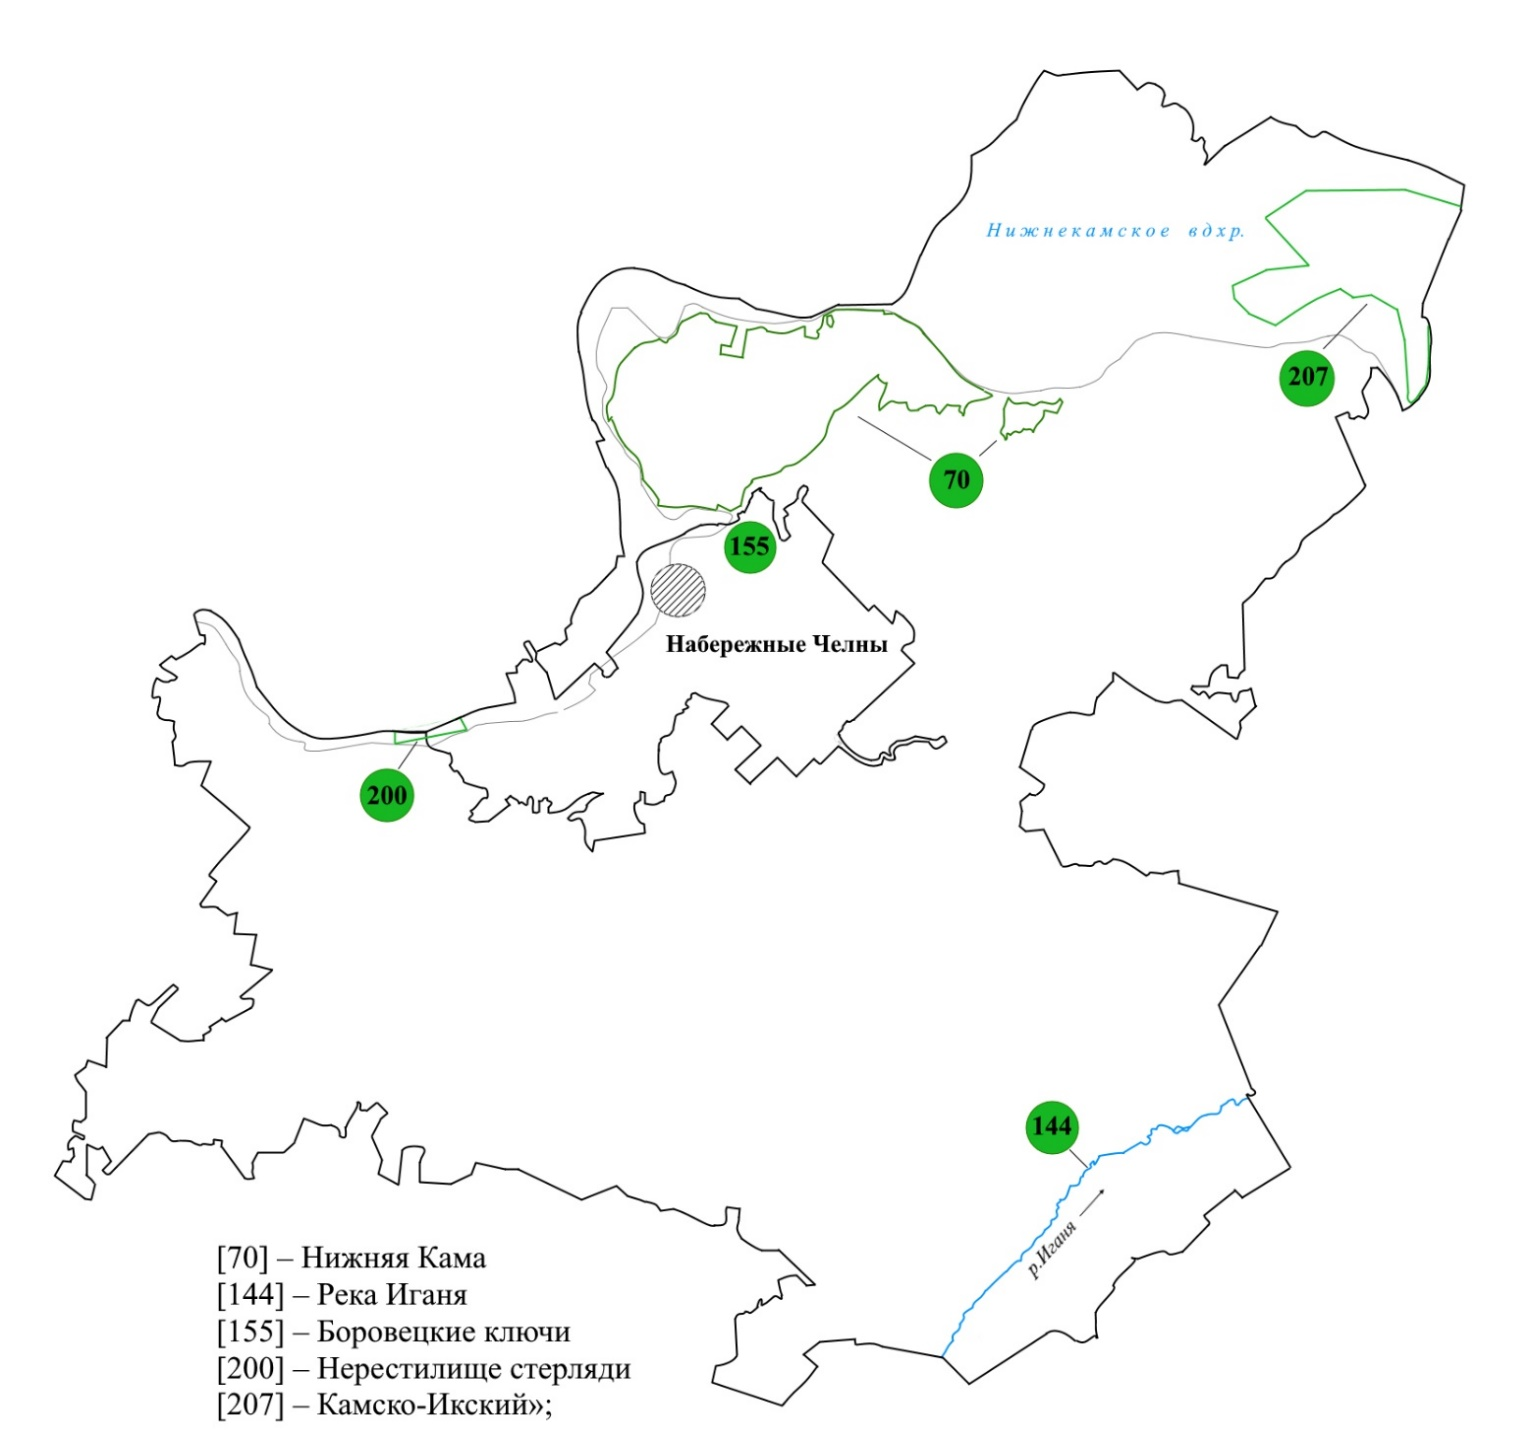 Нижнекамское вдхр.
207
70
155
Набережные Челны
200
144
р.Иганя
[70] – Нижняя Кама
[144] – Река Иганя
[155] – Боровецкие ключи
[200] – Нерестилище стерляди
[207] – Камско-Икский»;